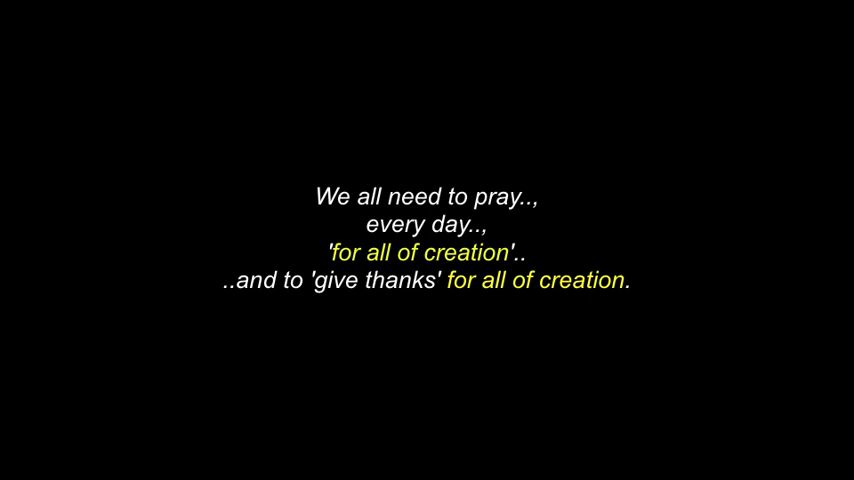 We all need to pray..,
every day..,
'for all of creation'..
..and to 'give thanks' for all of creation.